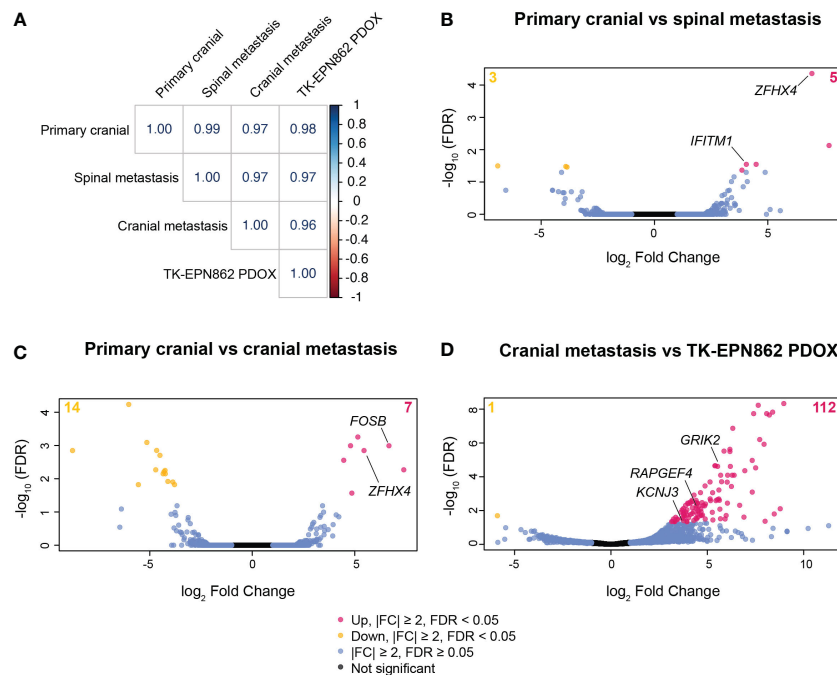 A
Primary cranial
Spinal metastasis
Cranial metastasis
TK-EPN862 PDOX
Primary cranial 1.00 0.99 0.97 0.98
Spinal metastasis 1.00 0.97 0.97
Cranial metastasis 1.00 0.96
TK-EPN862 PDOX 1.00
1
0.8
0.6
0.4
0.2
0
-0.2
-0.4
-0.6
-0.8
-1
B Primary cranial vs spinal metastasis
3 5
ZFHX4
IFITM1
-log10 (FDR)
4
3
2
1
0
-5 0 5
log2 Fold Change
C Primary cranial vs cranial metastasis
14 7
FOSB
ZFHX4
-log10 (FDR)
4
3
2
1
0
-5 0 5
log2 Fold Change
D Cranial metastasis vs TK-EPN862 PDOX
1 112
GRIK2
RAPGEF4
KCNJ3
-log10 (FDR)
8
6
4
2
0
-5 0 5 10
log2 Fold Change
Up, |FC| ≥ 2, FDR < 0.05
Down, |FC| ≥ 2, FDR < 0.05
|FC| ≥ 2, FDR ≥ 0.05
Not significant